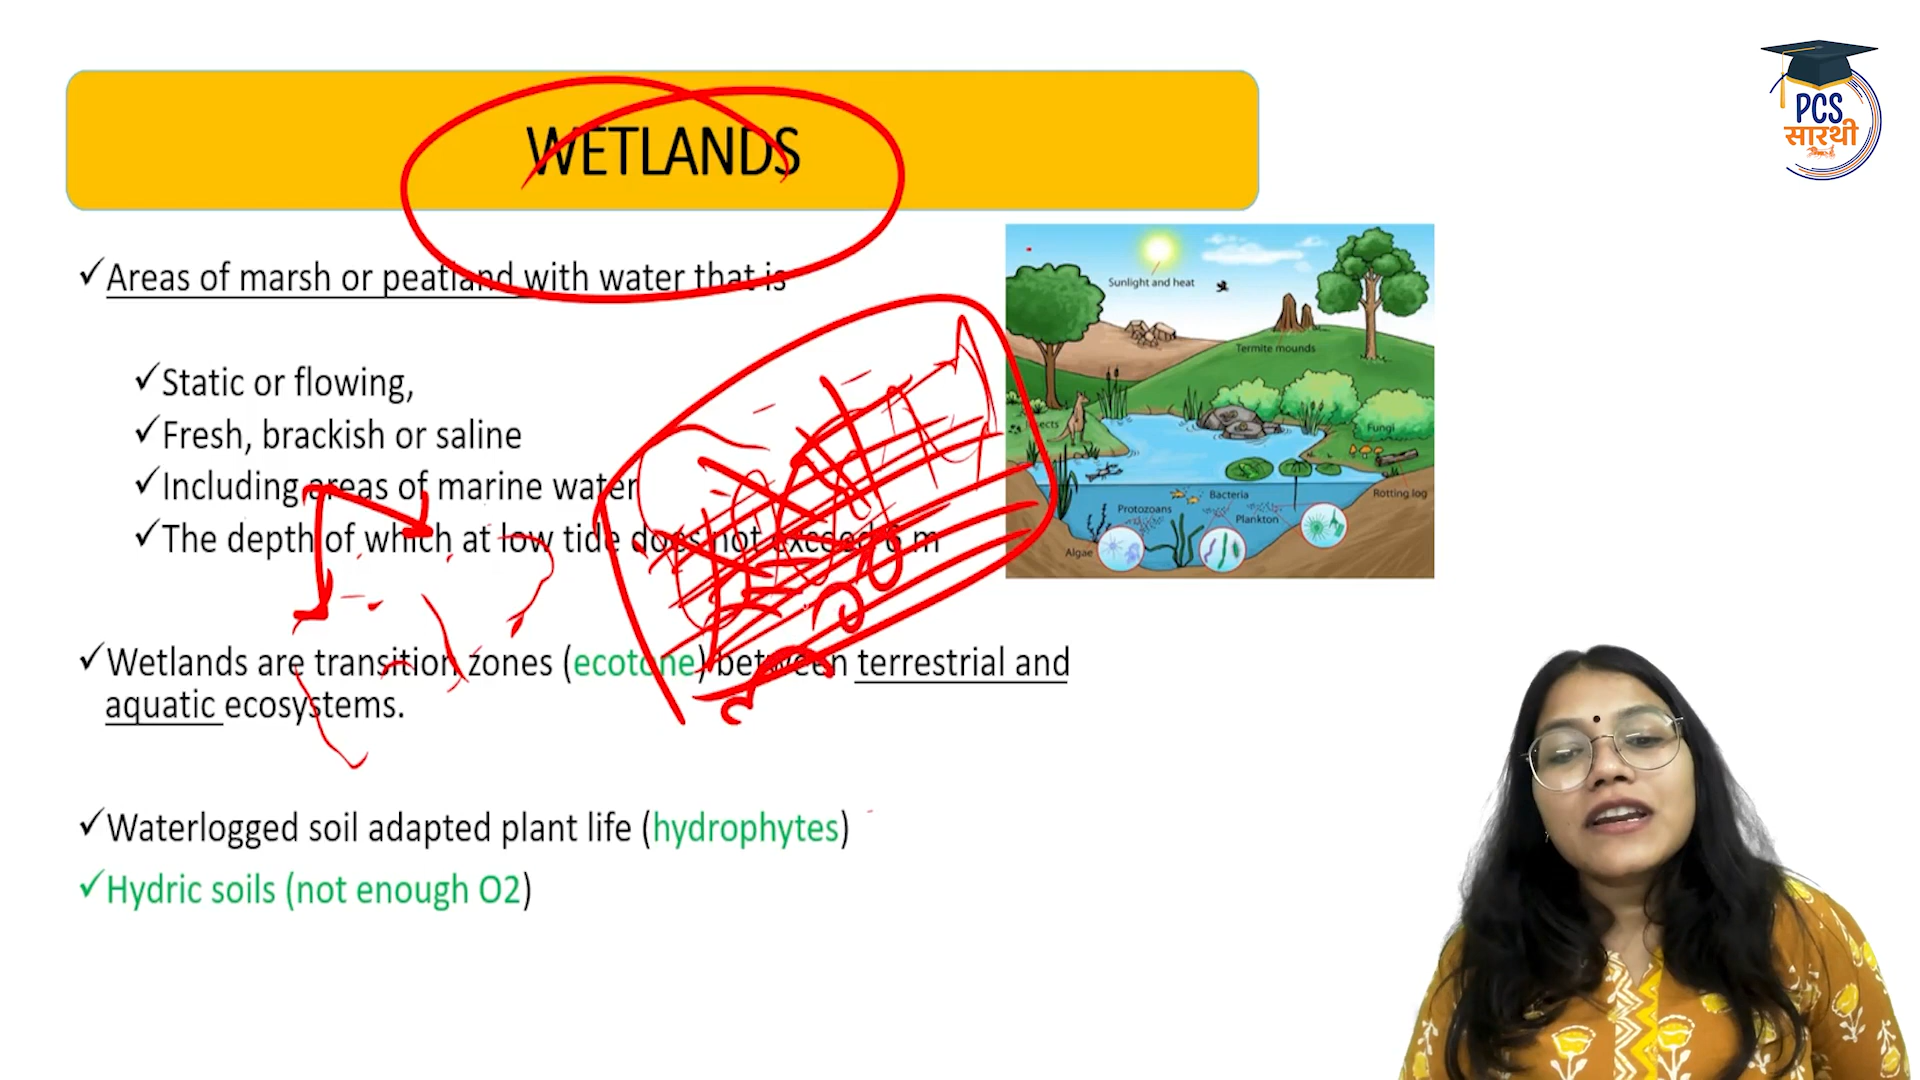 PCS
सारथी
WETLANDS
✓Areas of marsh or peatland with water that is
✓Static or flowing,
✓Fresh, brackish or saline
✓Including areas of marine water
✓The depth of which at low tide does not exceed 6 m
✓Wetlands are transition zones (ecotone) between terrestrial and
aquatic ecosystems.
✓Waterlogged soil adapted plant life (hydrophytes)
✓Hydric soils (not enough O2)
Sunlight and heat
Termite mounds
Insects
Fungi
Rotting log
Bacteria
Protozoans
Plankton
Algae